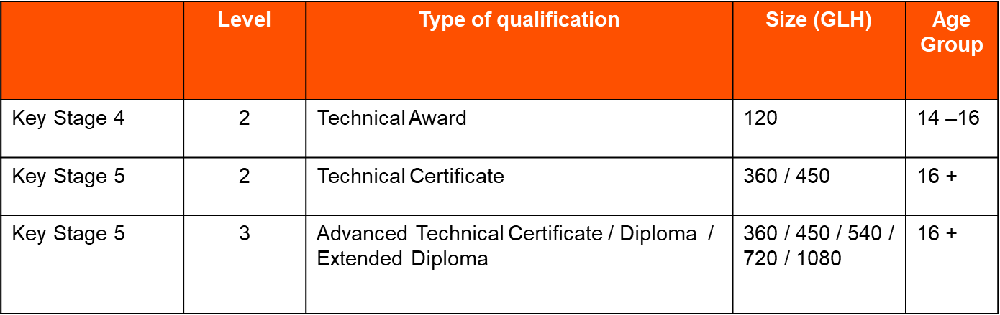 Level Type of qualification Size (GLH) Age
Group
Key Stage 4 2 Technical Award 120 14 –16
Key Stage 5 2 Technical Certificate 360 / 450 16 +
Key Stage 5 3 Advanced Technical Certificate / Diploma / 360 / 450 / 540 / 16 +
Extended Diploma 720 / 1080